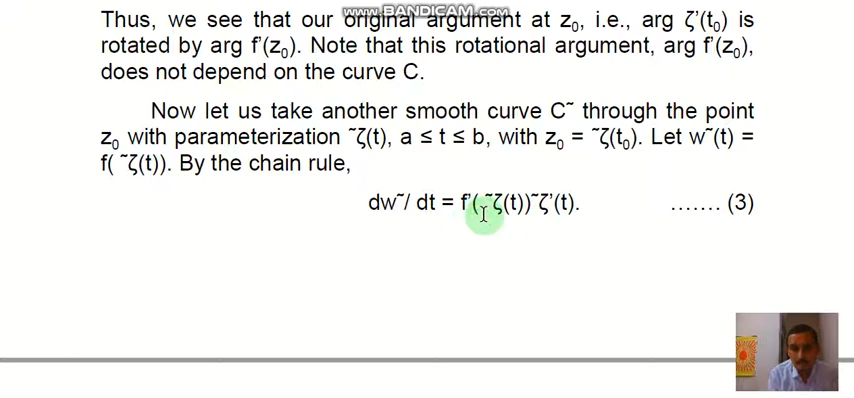 www.BANDICAM.com
Thus, we see that our original argument at z₀, i.e., arg ζ'(t₀) is
rotated by arg f'(z₀). Note that this rotational argument, arg f'(z₀),
does not depend on the curve C.
Now let us take another smooth curve C˜ through the point
z₀ with parameterization ˜ζ(t), a ≤ t ≤ b, with z₀ = ˜ζ(t₀). Let w˜(t) =
f( ˜ζ(t)). By the chain rule,
dw˜/ dt = f'(˜ζ(t))˜ζ'(t). ....... (3)